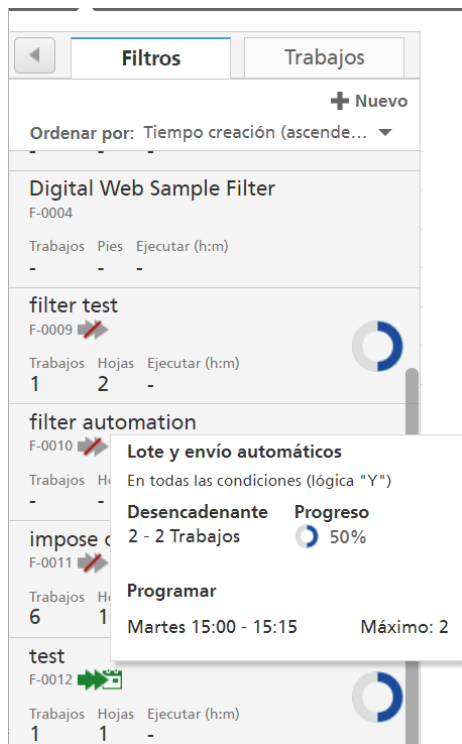 Filtros
Trabajos
Nuevo
Ordenar por: Tiempo creación (ascende...
- - -
Digital Web Sample Filter
F-0004
Trabajos Pies Ejecutar (h:m)
- - -
filter test
F-0009
Trabajos Hojas Ejecutar (h:m)
1 2 -
filter automation
F-0010
Trabajos
- -
Lote y envío automáticos
En todas las condiciones (lógica "Y")
Desencadenante Progreso
2 - 2 Trabajos 50%
Programar
Martes 15:00 - 15:15 Máximo: 2
impose
F-0011
Trabajos
6 1
test
F-0012
Trabajos Hojas Ejecutar (h:m)
1 1 -